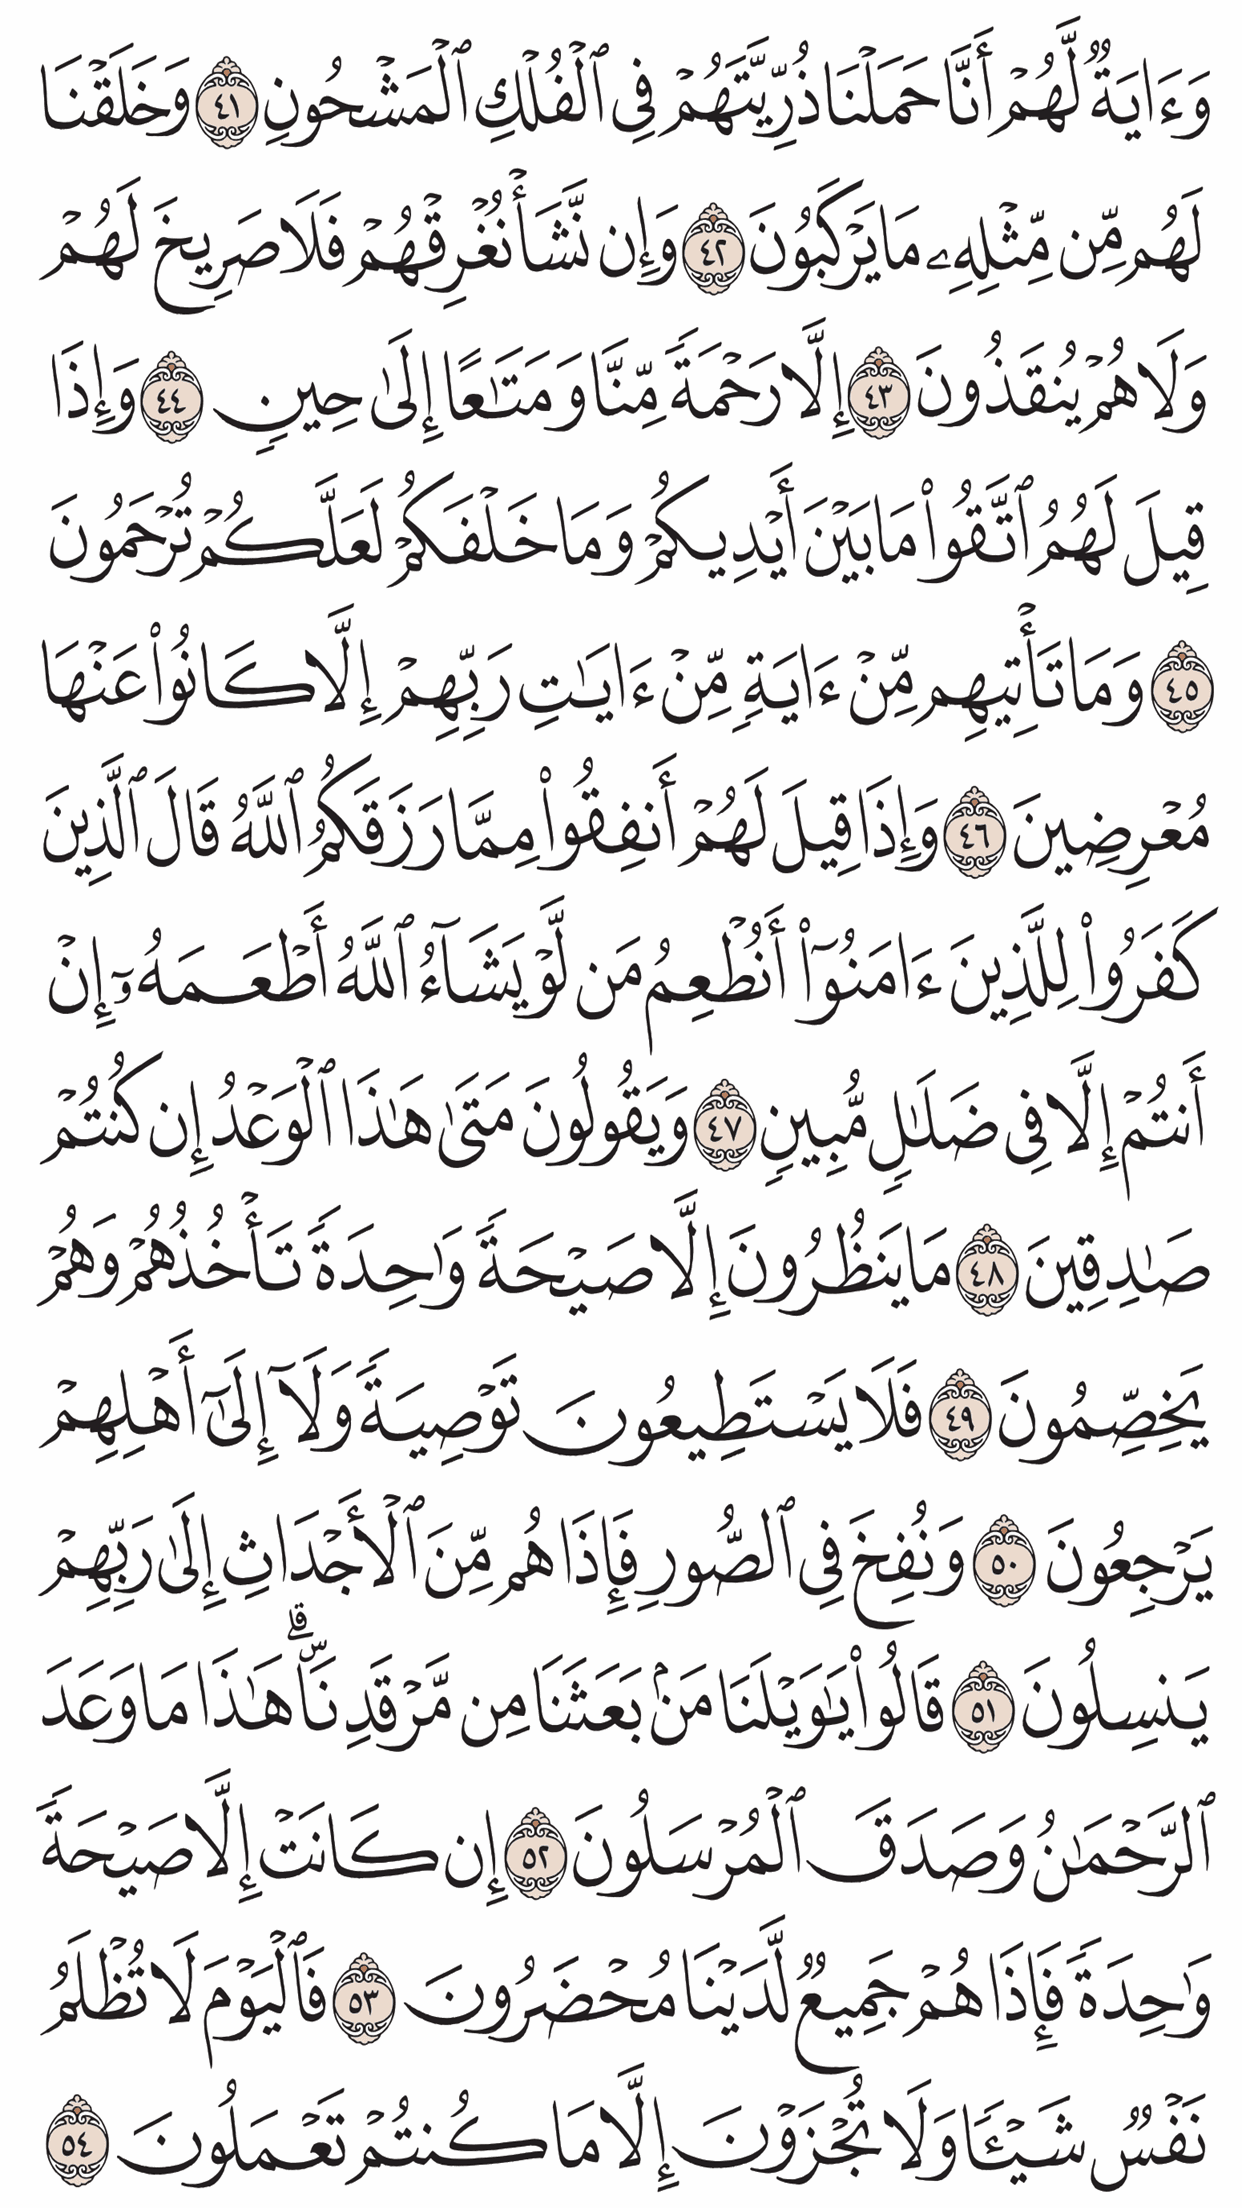 وَءَايَةٌ لَّهُمْ أَنَّا حَمَلْنَا ذُرِّيَّتَهُمْ فِى ٱلْفُلْكِ ٱلْمَشْحُونِ ٤١ وَخَلَقْنَا
لَهُم مِّن مِّثْلِهِۦ مَا يَرْكَبُونَ ٤٢ وَإِن نَّشَأْ نُغْرِقْهُمْ فَلَا صَرِيخَ لَهُمْ
وَلَا هُمْ يُنقَذُونَ ٤٣ إِلَّا رَحْمَةً مِّنَّا وَمَتَـٰعًا إِلَىٰ حِينٍ ٤٤ وَإِذَا
قِيلَ لَهُمُ ٱتَّقُوا۟ مَا بَيْنَ أَيْدِيكُمْ وَمَا خَلْفَكُمْ لَعَلَّكُمْ تُرْحَمُونَ
٤٥ وَمَا تَأْتِيهِم مِّنْ ءَايَةٍ مِّنْ ءَايَـٰتِ رَبِّهِمْ إِلَّا كَانُوا۟ عَنْهَا
مُعْرِضِينَ ٤٦ وَإِذَا قِيلَ لَهُمْ أَنفِقُوا۟ مِمَّا رَزَقَكُمُ ٱللَّهُ قَالَ ٱلَّذِينَ
كَفَرُوا۟ لِلَّذِينَ ءَامَنُوٓا۟ أَنُطْعِمُ مَن لَّوْ يَشَآءُ ٱللَّهُ أَطْعَمَهُۥٓ إِنْ
أَنتُمْ إِلَّا فِى ضَلَـٰلٍ مُّبِينٍ ٤٧ وَيَقُولُونَ مَتَىٰ هَـٰذَا ٱلْوَعْدُ إِن كُنتُمْ
صَـٰدِقِينَ ٤٨ مَا يَنظُرُونَ إِلَّا صَيْحَةً وَٰحِدَةً تَأْخُذُهُمْ وَهُمْ
يَخِصِّمُونَ ٤٩ فَلَا يَسْتَطِيعُونَ تَوْصِيَةً وَلَآ إِلَىٰٓ أَهْلِهِمْ
يَرْجِعُونَ ٥٠ وَنُفِخَ فِى ٱلصُّورِ فَإِذَا هُم مِّنَ ٱلْأَجْدَاثِ إِلَىٰ رَبِّهِمْ
يَنسِلُونَ ٥١ قَالُوا۟ يَـٰوَيْلَنَا مَنۢ بَعَثَنَا مِن مَّرْقَدِنَا ۜ ۗ هَـٰذَا مَا وَعَدَ
ٱلرَّحْمَـٰنُ وَصَدَقَ ٱلْمُرْسَلُونَ ٥٢ إِن كَانَتْ إِلَّا صَيْحَةً
وَٰحِدَةً فَإِذَا هُمْ جَمِيعٌ لَّدَيْنَا مُحْضَرُونَ ٥٣ فَٱلْيَوْمَ لَا تُظْلَمُ
نَفْسٌ شَيْـًٔا وَلَا تُجْزَوْنَ إِلَّا مَا كُنتُمْ تَعْمَلُونَ ٥٤